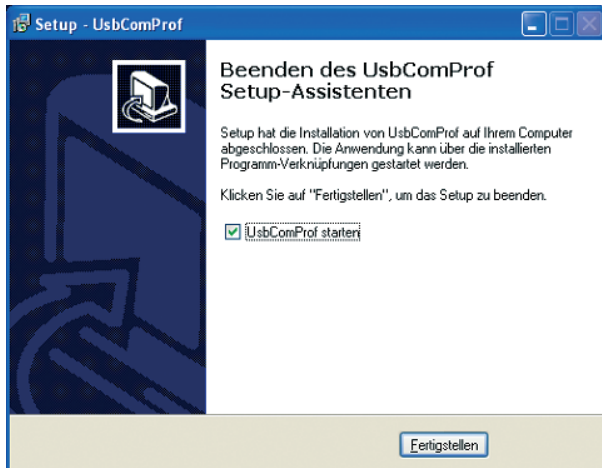 Setup - UsbComProf
Beenden des UsbComProf
Setup-Assistenten
Setup hat die Installation von UsbComProf auf Ihrem Computer
abgeschlossen. Die Anwendung kann über die installierten
Programm-Verknüpfungen gestartet werden.
Klicken Sie auf "Fertigstellen", um das Setup zu beenden.
UsbComProf starten
Fertigstellen